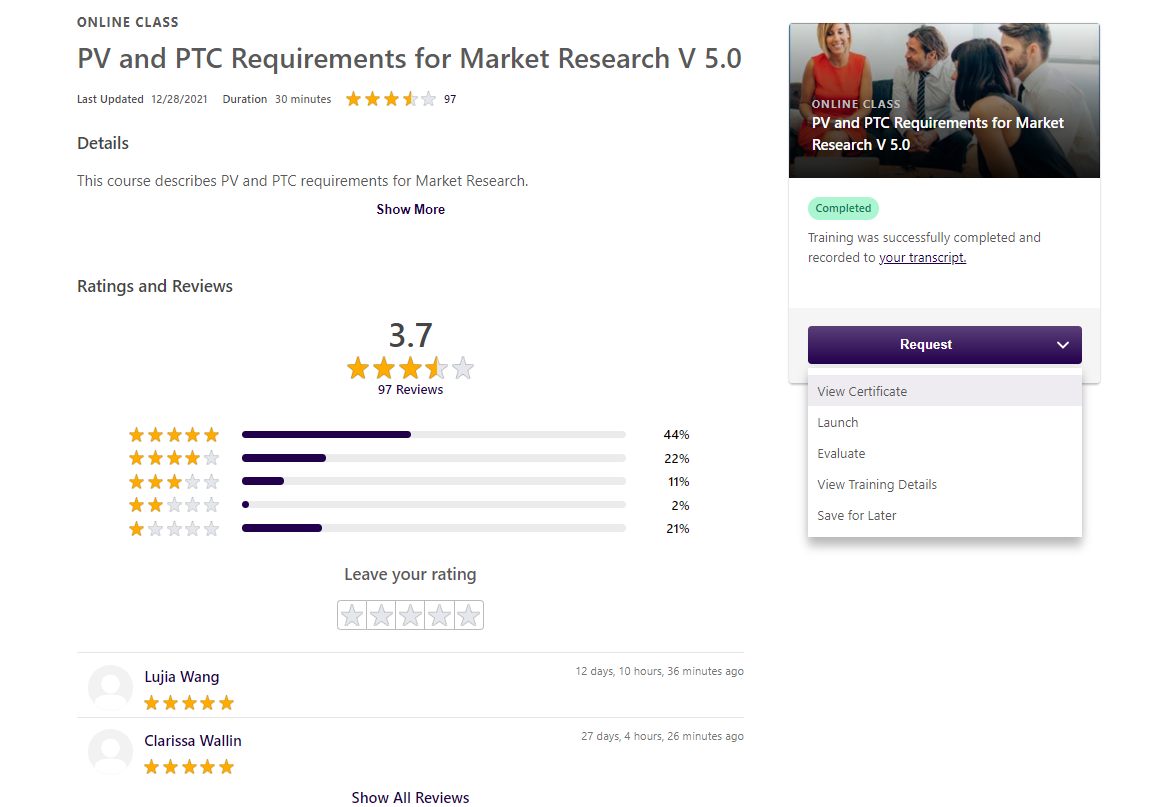 ONLINE CLASS
PV and PTC Requirements for Market Research V 5.0
Last Updated 12/28/2021 Duration 30 minutes 97
Details
This course describes PV and PTC requirements for Market Research.
Show More
Ratings and Reviews
3.7
97 Reviews
44%
22%
11%
2%
21%
Leave your rating
Lujia Wang
12 days, 10 hours, 36 minutes ago
Clarissa Wallin
27 days, 4 hours, 26 minutes ago
Show All Reviews
ONLINE CLASS
PV and PTC Requirements for Market
Research V 5.0
Completed
Training was successfully completed and
recorded to your transcript.
Request
View Certificate
Launch
Evaluate
View Training Details
Save for Later